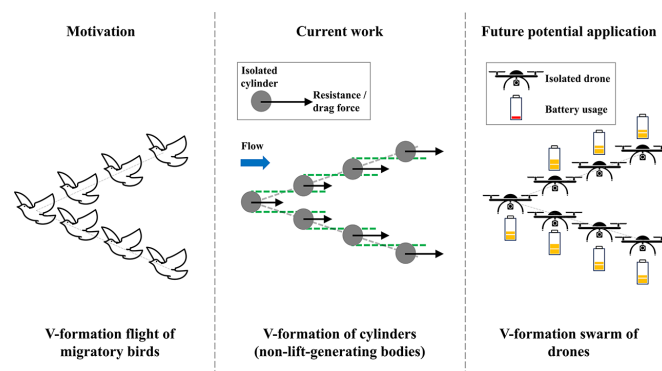 Motivation
Current work
Future potential application
Isolated
cylinder
Resistance /
drag force
Flow
Isolated drone
Battery usage
V-formation flight of
migratory birds
V-formation of cylinders
(non-lift-generating bodies)
V-formation swarm of
drones